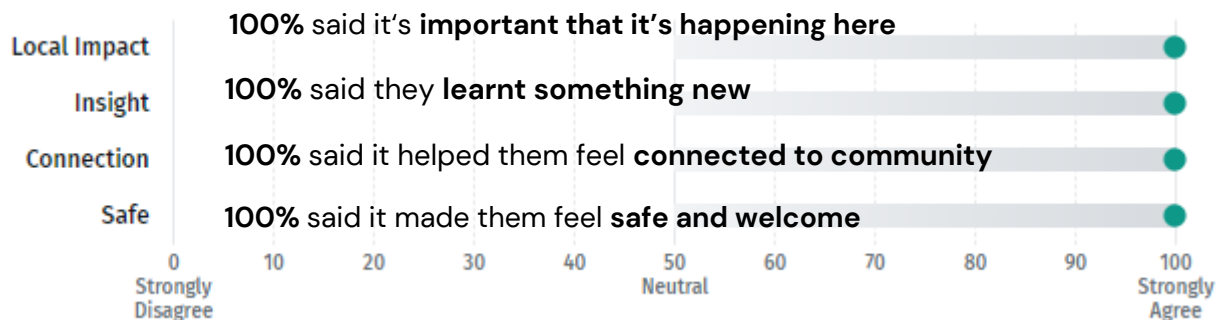 100% said it‘s important that it’s happening here
Local Impact
100% said they learnt something new
Insight
100% said it helped them feel connected to community
Connection
100% said it made them feel safe and welcome
Safe
0 10 20 30 40 50 60 70 80 90 100
Strongly Disagree Neutral Strongly Agree